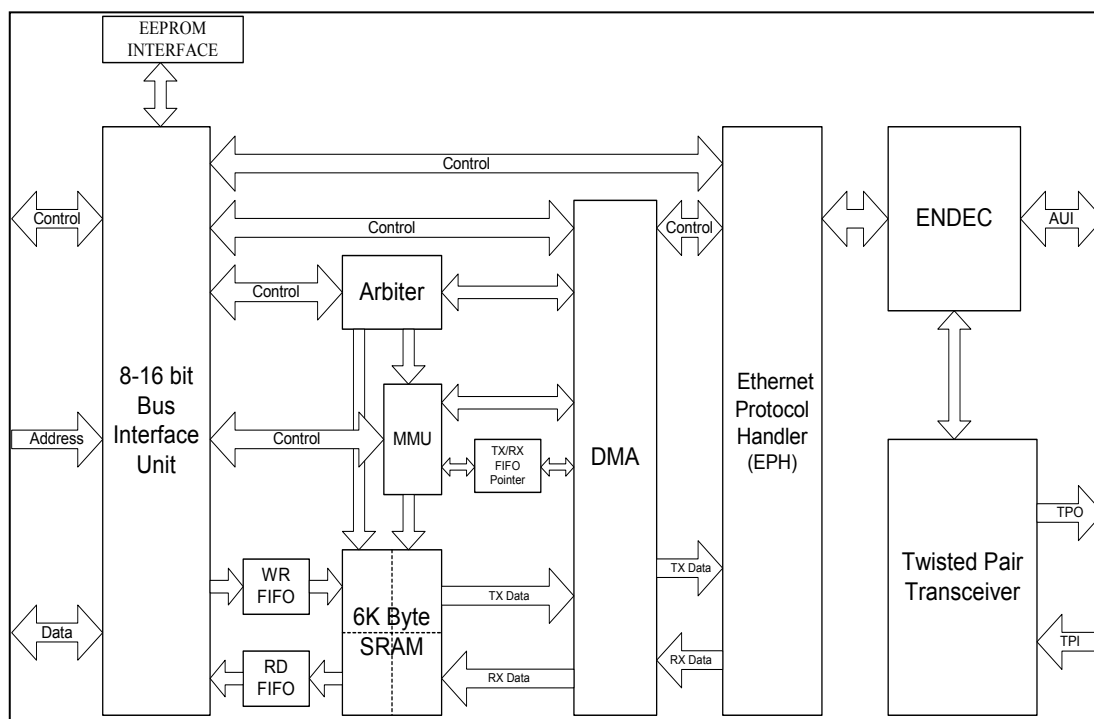 EEPROM
INTERFACE
Control
Control
Control
Control
Control
Arbiter
ENDEC
AUI
8-16 bit
Bus
Interface
Unit
Address
Control
MMU
TX/RX
FIFO
Pointer
DMA
Ethernet
Protocol
Handler
(EPH)
TPO
Twisted Pair
Transceiver
TPI
WR
FIFO
6K Byte
SRAM
TX Data
TX Data
Data
RD
FIFO
RX Data
RX Data